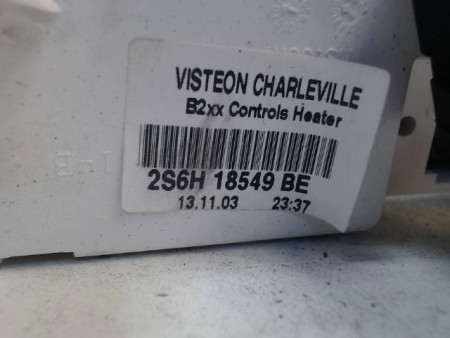 VISTEON CHARLEVILLE
B2xx Controls Heater
2S6H 18549 BE
13.11.03 23:37